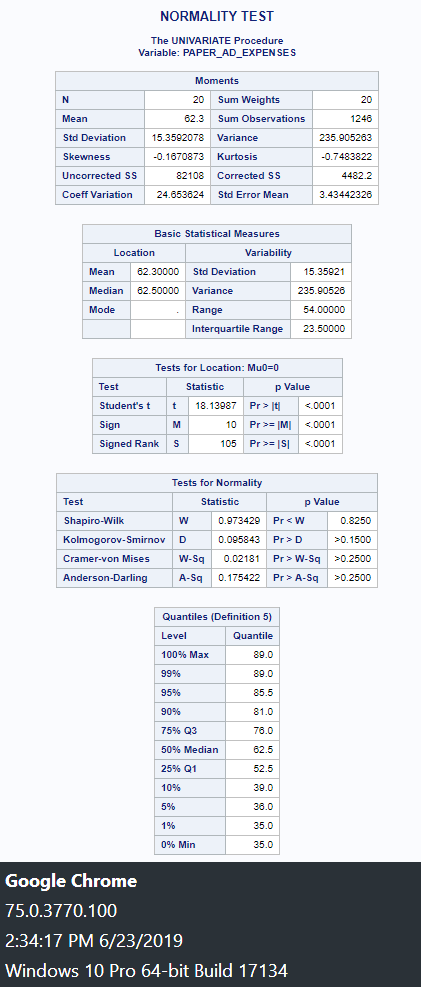 NORMALITY TEST
The UNIVARIATE Procedure
Variable: PAPER_AD_EXPENSES
Moments
N 20 Sum Weights 20
Mean 62.3 Sum Observations 1246
Std Deviation 15.3592078 Variance 235.905263
Skewness -0.1670873 Kurtosis -0.7483822
Uncorrected SS 82108 Corrected SS 4482.2
Coeff Variation 24.653624 Std Error Mean 3.43442326
Basic Statistical Measures
Location Variability
Mean 62.30000 Std Deviation 15.35921
Median 62.50000 Variance 235.90526
Mode . Range 54.00000
Interquartile Range 23.50000
Tests for Location: Mu0=0
Test Statistic p Value
Student's t t 18.13987 Pr > |t| <.0001
Sign M 10 Pr >= |M| <.0001
Signed Rank S 105 Pr >= |S| <.0001
Tests for Normality
Test Statistic p Value
Shapiro-Wilk W 0.973429 Pr < W 0.8250
Kolmogorov-Smirnov D 0.095843 Pr > D >0.1500
Cramer-von Mises W-Sq 0.02181 Pr > W-Sq >0.2500
Anderson-Darling A-Sq 0.175422 Pr > A-Sq >0.2500
Quantiles (Definition 5)
Level Quantile
100% Max 89.0
99% 89.0
95% 85.5
90% 81.0
75% Q3 76.0
50% Median 62.5
25% Q1 52.5
10% 39.0
5% 36.0
1% 35.0
0% Min 35.0
Google Chrome
75.0.3770.100
2:34:17 PM 6/23/2019
Windows 10 Pro 64-bit Build 17134